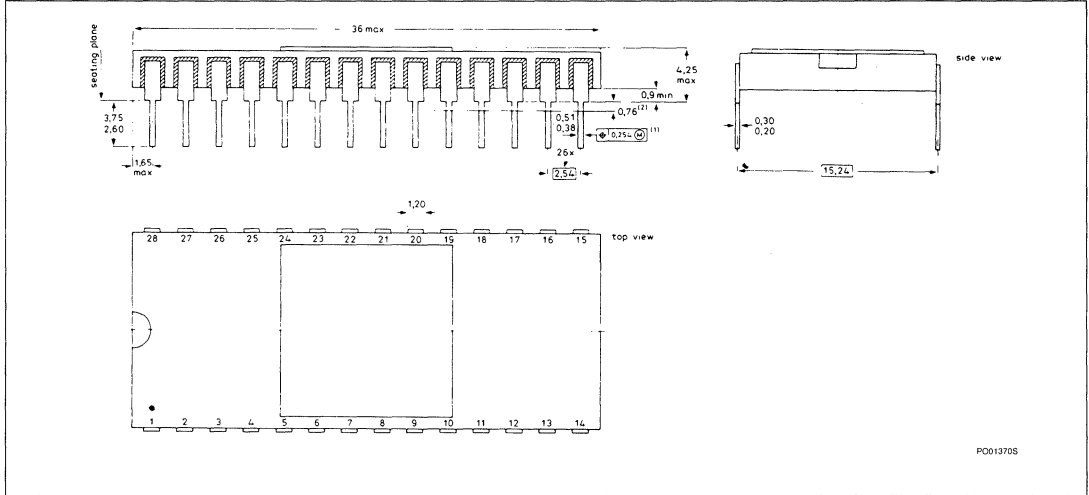 36 max
seating plane
4,25
max
side view
0,9 min
0,76 (2)
3,75
2,60
0,51
0,38
0,254 Ⓜ (1)
0,30
0,20
26x
1,65
max
2,54
15,24
1,20
28 27 26 25 24 23 22 21 20 19 18 17 16 15
top view
1 2 3 4 5 6 7 8 9 10 11 12 13 14
PO01370S